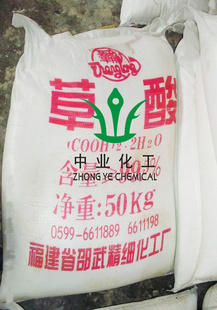 草酸
(COOH)2·2H2O
中业化工
ZHONG YE CHEMICAL
净重:50Kg
0599-6611889 6611198
福建省邵武精细化工厂